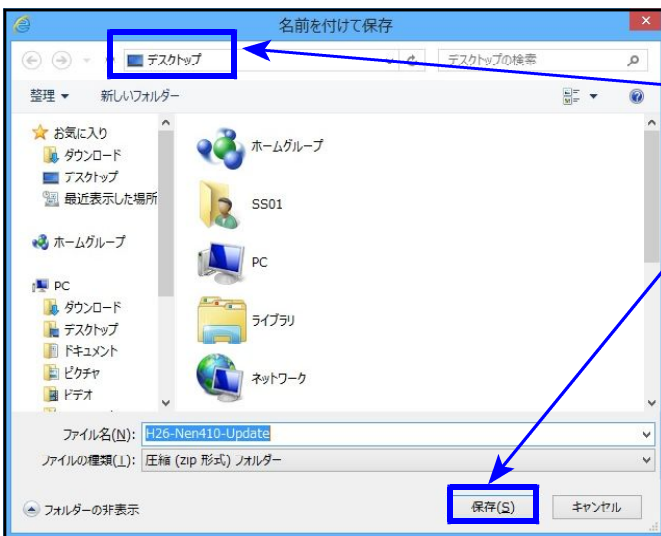 名前を付けて保存
デスクトップ
デスクトップの検索
整理
新しいフォルダー
お気に入り
ダウンロード
デスクトップ
最近表示した場所
ホームグループ
PC
ダウンロード
デスクトップ
ドキュメント
ピクチャ
ビデオ
ホームグループ
SS01
PC
ライブラリ
ネットワーク
ファイル名(N): H26-Nen410-Update
ファイルの種類(T): 圧縮 (zip 形式) フォルダー
フォルダーの非表示
保存(S)
キャンセル